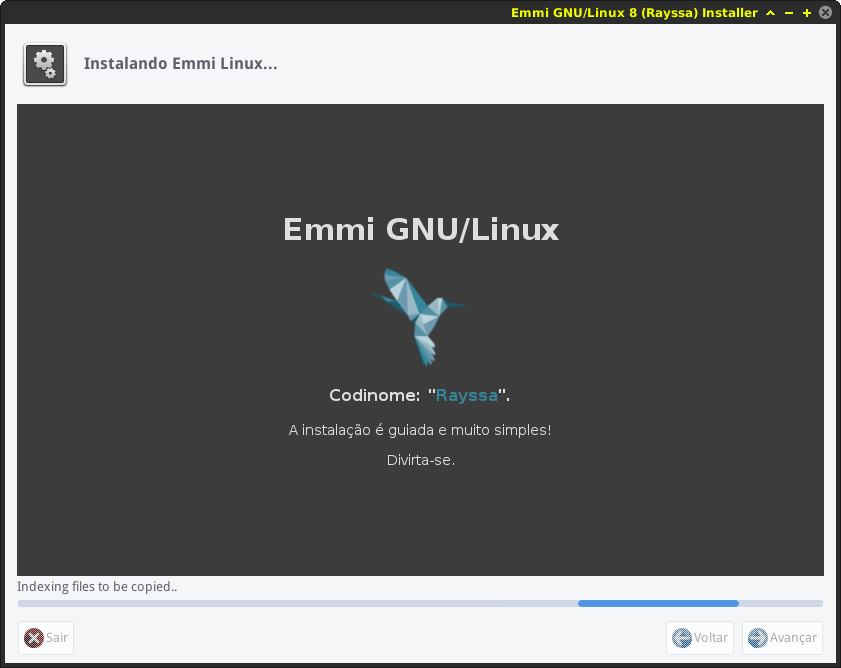 Emmi GNU/Linux 8 (Rayssa) Installer
Instalando Emmi Linux...
Emmi GNU/Linux
Codinome: "Rayssa".
A instalação é guiada e muito simples!
Divirta-se.
Indexing files to be copied..
Sair
Voltar
Avançar